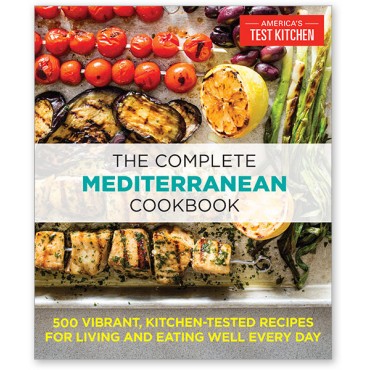 AMERICA'S
TEST KITCHEN
THE COMPLETE
MEDITERRANEAN
COOKBOOK
500 VIBRANT, KITCHEN-TESTED RECIPES
FOR LIVING AND EATING WELL EVERY DAY